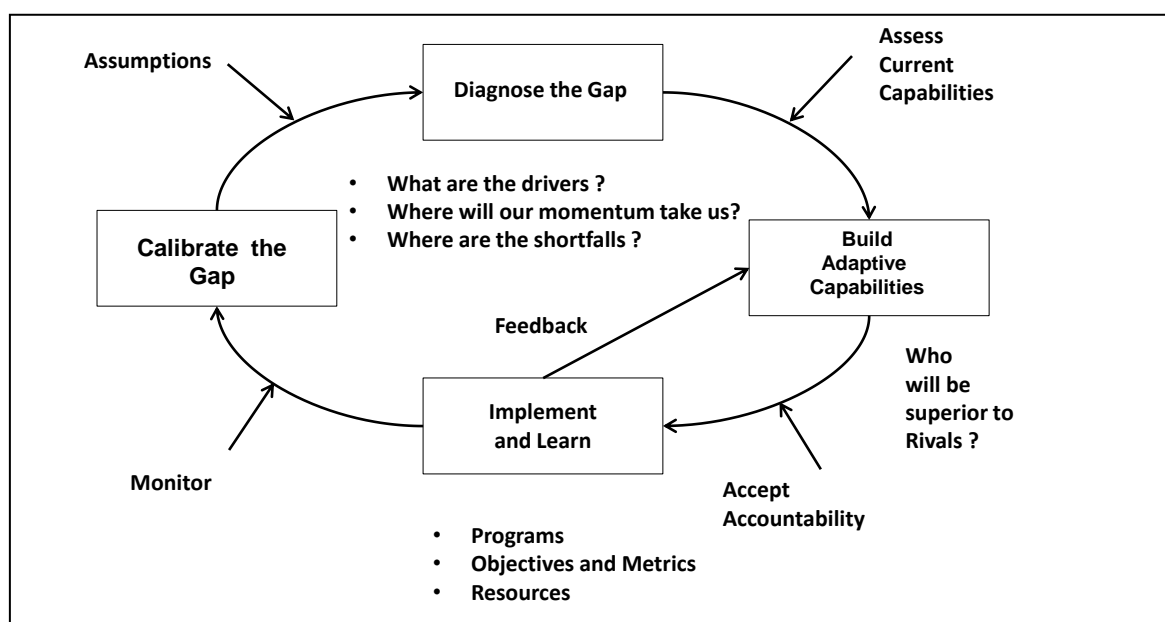 Assumptions
Diagnose the Gap
Assess
Current
Capabilities
• What are the drivers ?
• Where will our momentum take us?
• Where are the shortfalls ?
Calibrate the
Gap
Build
Adaptive
Capabilities
Feedback
Who
will be
superior to
Rivals ?
Implement
and Learn
Monitor
Accept
Accountability
• Programs
• Objectives and Metrics
• Resources